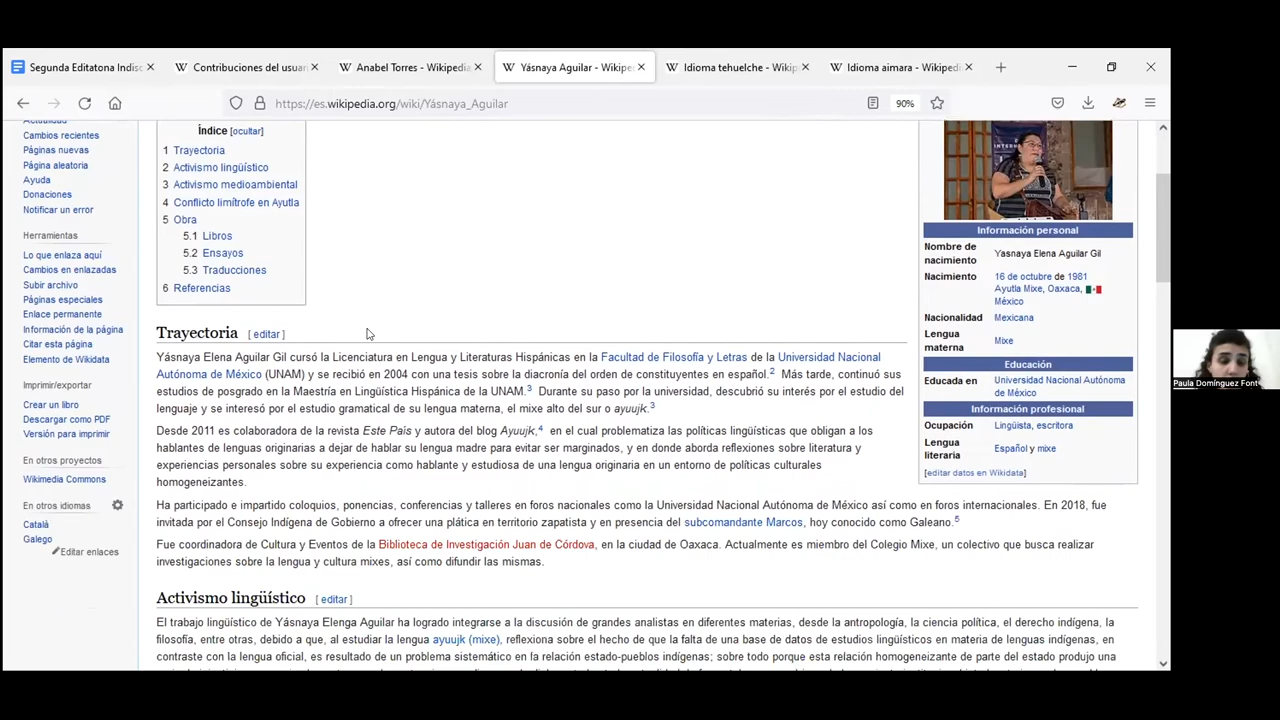 Segunda Editatona Indisc
Contribuciones del usuari
Anabel Torres - Wikipedia
Yásnaya Aguilar - Wikipe
Idioma tehuelche - Wikip
Idioma aimara - Wikipedi
https://es.wikipedia.org/wiki/Yásnaya_Aguilar
90%
Actualidad
Cambios recientes
Páginas nuevas
Página aleatoria
Ayuda
Donaciones
Notificar un error
Herramientas
Lo que enlaza aquí
Cambios en enlazadas
Subir archivo
Páginas especiales
Enlace permanente
Información de la página
Citar esta página
Elemento de Wikidata
Imprimir/exportar
Crear un libro
Descargar como PDF
Versión para imprimir
En otros proyectos
Wikimedia Commons
En otros idiomas
Català
Galego
Editar enlaces
Índice [ocultar]
1 Trayectoria
2 Activismo lingüístico
3 Activismo medioambiental
4 Conflicto limítrofe en Ayutla
5 Obra
5.1 Libros
5.2 Ensayos
5.3 Traducciones
6 Referencias
Trayectoria [ editar ]
Yásnaya Elena Aguilar Gil cursó la Licenciatura en Lengua y Literaturas Hispánicas en la Facultad de Filosofía y Letras de la Universidad Nacional
Autónoma de México (UNAM) y se recibió en 2004 con una tesis sobre la diacronía del orden de constituyentes en español.2 Más tarde, continuó sus
estudios de posgrado en la Maestría en Lingüística Hispánica de la UNAM.3 Durante su paso por la universidad, descubrió su interés por el estudio del
lenguaje y se interesó por el estudio gramatical de su lengua materna, el mixe alto del sur o ayuujk.3
Desde 2011 es colaboradora de la revista Este País y autora del blog Ayuujk,4 en el cual problematiza las políticas lingüísticas que obligan a los
hablantes de lenguas originarias a dejar de hablar su lengua madre para evitar ser marginados, y en donde aborda reflexiones sobre literatura y
experiencias personales sobre su experiencia como hablante y estudiosa de una lengua originaria en un entorno de políticas culturales
homogeneizantes.
Ha participado e impartido coloquios, ponencias, conferencias y talleres en foros nacionales como la Universidad Nacional Autónoma de México así como en foros internacionales. En 2018, fue
invitada por el Consejo Indígena de Gobierno a ofrecer una plática en territorio zapatista y en presencia del subcomandante Marcos, hoy conocido como Galeano.5
Fue coordinadora de Cultura y Eventos de la Biblioteca de Investigación Juan de Córdova, en la ciudad de Oaxaca. Actualmente es miembro del Colegio Mixe, un colectivo que busca realizar
investigaciones sobre la lengua y cultura mixes, así como difundir las mismas.
Activismo lingüístico [ editar ]
El trabajo lingüístico de Yásnaya Elenga Aguilar ha logrado integrarse a la discusión de grandes analistas en diferentes materias, desde la antropología, la ciencia política, el derecho indígena, la
filosofía, entre otras, debido a que, al estudiar la lengua ayuujk (mixe), reflexiona sobre el hecho de que la falta de una base de datos de estudios lingüísticos en materia de lenguas indígenas, en
contraste con la lengua oficial, es resultado de un problema sistemático en la relación estado-pueblos indígenas; sobre todo porque esta relación homogeneizante de parte del estado produjo una
Información personal
Nombre de nacimiento Yasnaya Elena Aguilar Gil
Nacimiento 16 de octubre de 1981
Ayutla Mixe, Oaxaca,
México
Nacionalidad Mexicana
Lengua materna Mixe
Educación
Educada en Universidad Nacional Autónoma
de México
Información profesional
Ocupación Lingüista, escritora
Lengua literaria Español y mixe
[editar datos en Wikidata]
Paula Domínguez Font